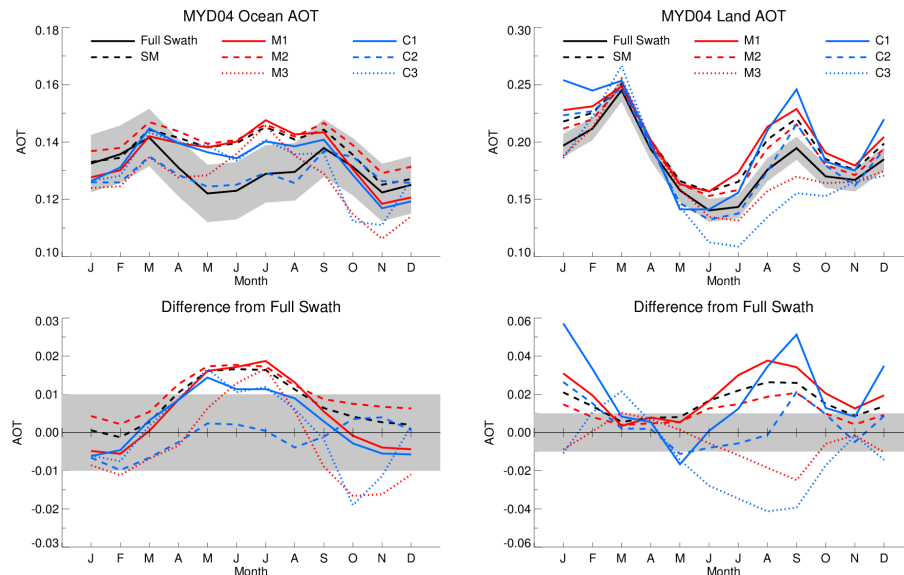 MYD04 Ocean AOT
0.18
0.16
0.14
0.12
0.10
AOT
Full Swath
SM
M1
M2
M3
C1
C2
C3
J F M A M J J A S O N D
Month
MYD04 Land AOT
0.30
0.25
0.20
0.15
0.10
AOT
Full Swath
SM
M1
M2
M3
C1
C2
C3
J F M A M J J A S O N D
Month
Difference from Full Swath
0.03
0.02
0.01
0.00
-0.01
-0.02
-0.03
AOT
J F M A M J J A S O N D
Month
Difference from Full Swath
0.06
0.04
0.02
0.00
-0.02
-0.04
-0.06
AOT
J F M A M J J A S O N D
Month